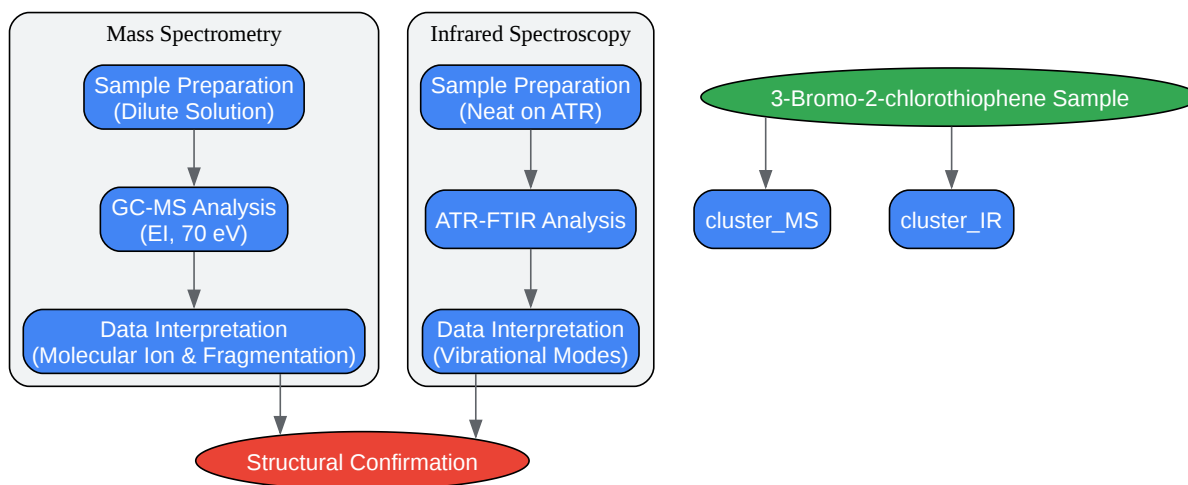 Mass Spectrometry
Sample Preparation
(Dilute Solution)
GC-MS Analysis
(EI, 70 eV)
Data Interpretation
(Molecular Ion & Fragmentation)
Infrared Spectroscopy
Sample Preparation
(Neat on ATR)
ATR-FTIR Analysis
Data Interpretation
(Vibrational Modes)
Structural Confirmation
3-Bromo-2-chlorothiophene Sample
cluster_MS
cluster_IR